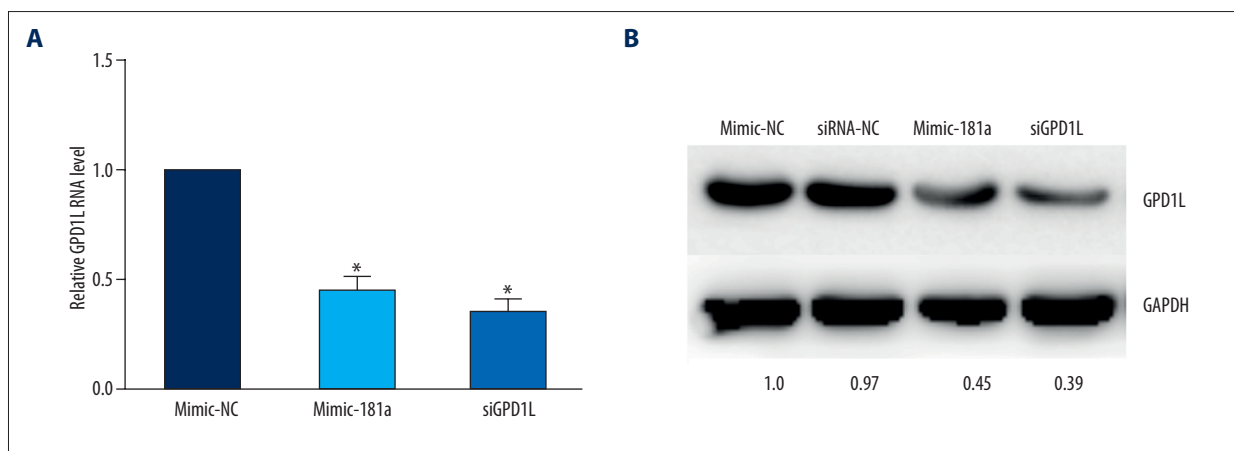 A
1.5
1.0
0.5
0.0
Relative GPD1L RNA level
* *
Mimic-NC Mimic-181a siGPD1L
B
Mimic-NC siRNA-NC Mimic-181a siGPD1L
GPD1L
GAPDH
1.0 0.97 0.45 0.39